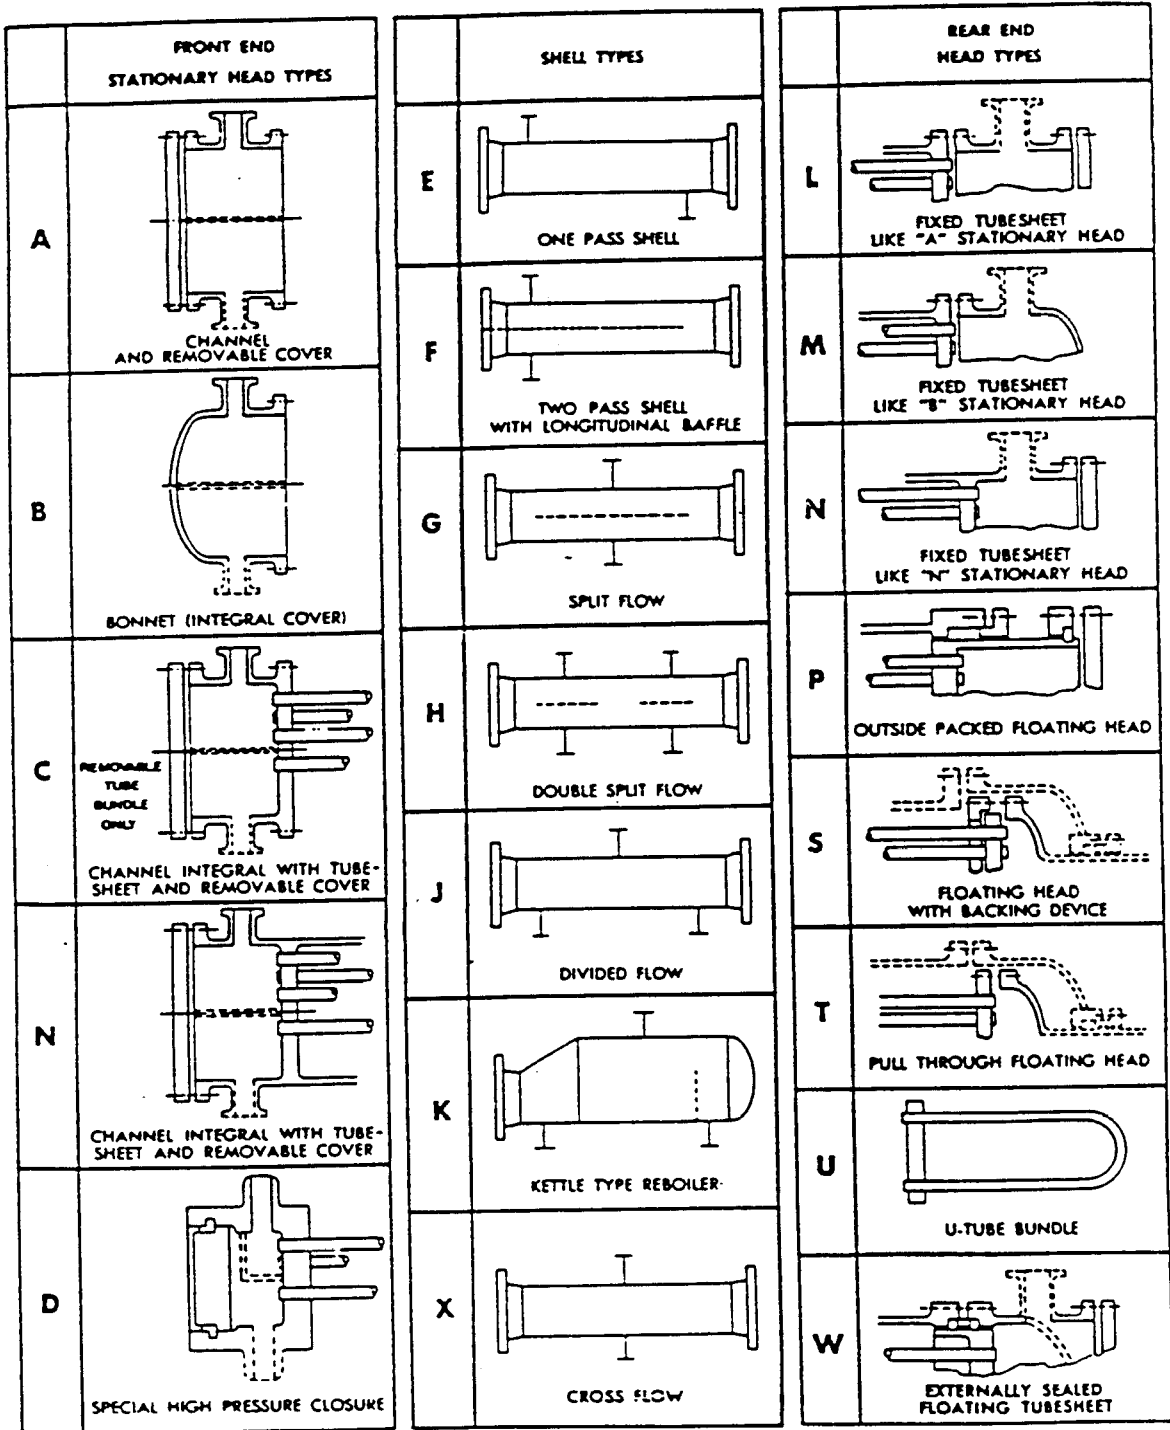 FRONT END
STATIONARY HEAD TYPES
A
CHANNEL
AND REMOVABLE COVER
B
BONNET (INTEGRAL COVER)
C
REMOVABLE
TUBE
BUNDLE
ONLY
CHANNEL INTEGRAL WITH TUBE-
SHEET AND REMOVABLE COVER
N
CHANNEL INTEGRAL WITH TUBE-
SHEET AND REMOVABLE COVER
D
SPECIAL HIGH PRESSURE CLOSURE
SHELL TYPES
E
ONE PASS SHELL
F
TWO PASS SHELL
WITH LONGITUDINAL BAFFLE
G
SPLIT FLOW
H
DOUBLE SPLIT FLOW
J
DIVIDED FLOW
K
KETTLE TYPE REBOILER
X
CROSS FLOW
REAR END
HEAD TYPES
L
FIXED TUBESHEET
LIKE "A" STATIONARY HEAD
M
FIXED TUBESHEET
LIKE "B" STATIONARY HEAD
N
FIXED TUBESHEET
LIKE "N" STATIONARY HEAD
P
OUTSIDE PACKED FLOATING HEAD
S
FLOATING HEAD
WITH BACKING DEVICE
T
PULL THROUGH FLOATING HEAD
U
U-TUBE BUNDLE
W
EXTERNALLY SEALED
FLOATING TUBESHEET